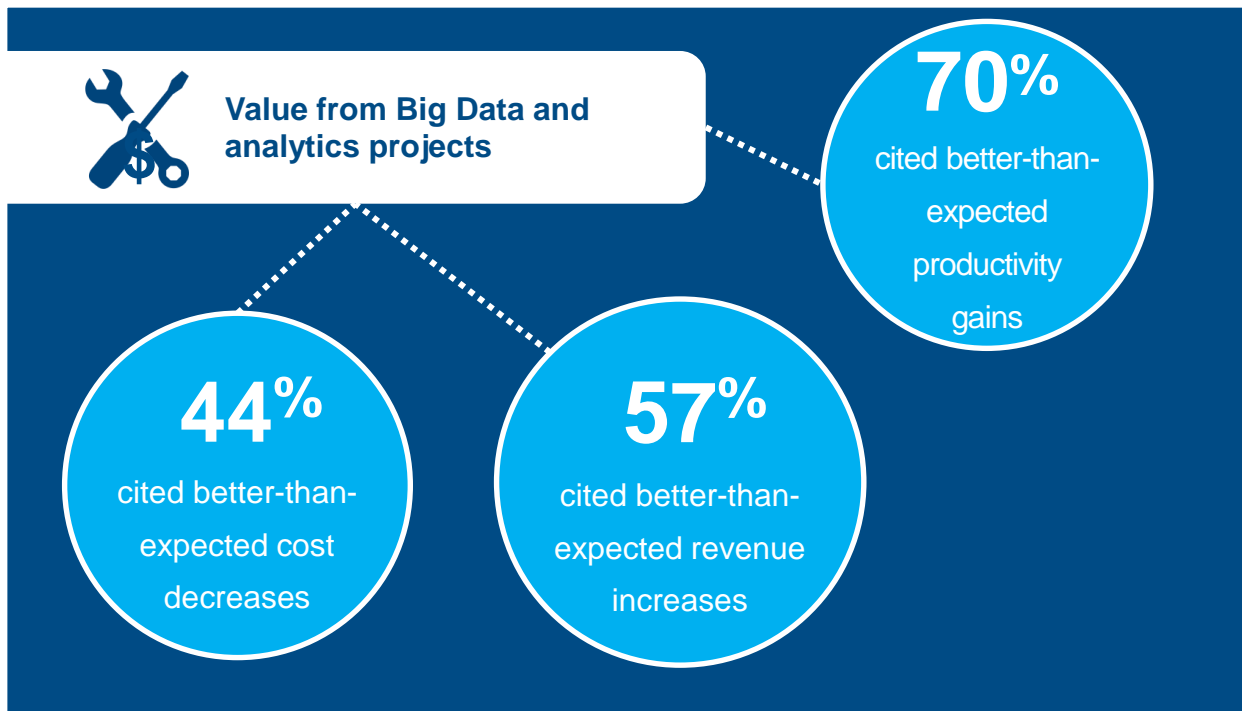 Value from Big Data and
analytics projects
70%
cited better-than-
expected
productivity
gains
44%
cited better-than-
expected cost
decreases
57%
cited better-than-
expected revenue
increases
$